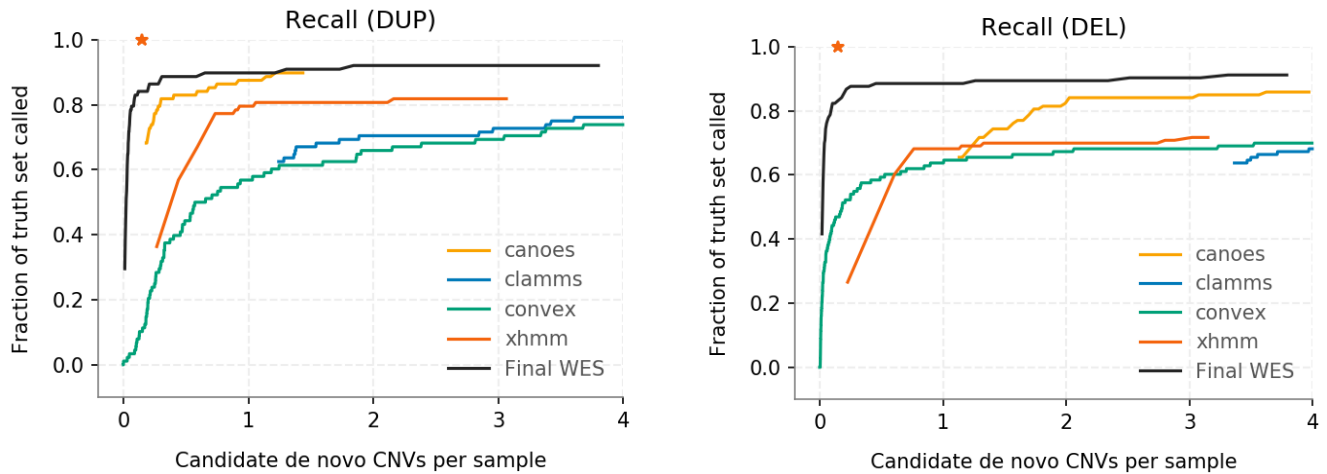 Recall (DUP)
Fraction of truth set called
1.0
0.8
0.6
0.4
0.2
0.0
canoes
clamms
convex
xhmm
Final WES
0 1 2 3 4
Candidate de novo CNVs per sample
Recall (DEL)
Fraction of truth set called
1.0
0.8
0.6
0.4
0.2
0.0
canoes
clamms
convex
xhmm
Final WES
0 1 2 3 4
Candidate de novo CNVs per sample